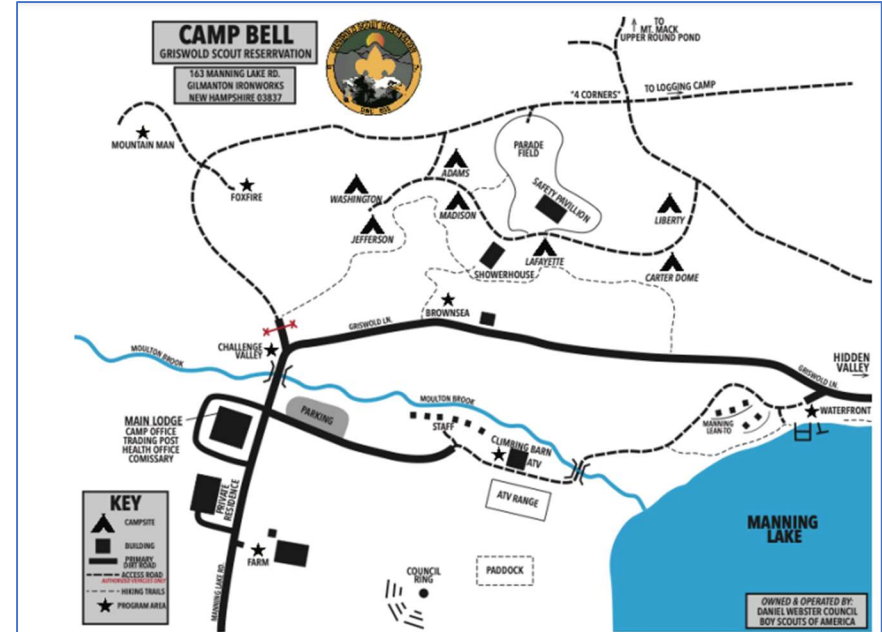 CAMP BELL
GRISWOLD SCOUT RESERRVATION
163 MANNING LAKE RD.
GILMANTON IRONWORKS
NEW HAMPSHIRE 03837
GRISWOLD SCOUT RESERVATION
TO
MT. MACK
UPPER ROUND POND
"4 CORNERS"
TO LOGGING CAMP
MOUNTAIN MAN
FOXFIRE
WASHINGTON
ADAMS
PARADE
FIELD
SAFETY PAVILLION
MADISON
JEFFERSON
LIBERTY
LAFAYETTE
SHOWERHOUSE
CARTER DOME
BROWNSEA
GRISWOLD LN.
CHALLENGE
VALLEY
MOULTON BROOK
HIDDEN
VALLEY
GRISWOLD LN.
MOULTON BROOK
PARKING
MAIN LODGE
CAMP OFFICE
TRADING POST
HEALTH OFFICE
COMISSARY
STAFF
CLIMBING BARN
ATV
MANNING
LEAN-TO
WATERFRONT
ATV RANGE
PRIVATE
RESIDENCE
KEY
CAMPSITE
BUILDING
PRIMARY
DIRT ROAD
ACCESS ROAD
AUTHORIZED VEHICLES ONLY
HIKING TRAILS
PROGRAM AREA
FARM
MANNING LAKE RD.
COUNCIL
RING
PADDOCK
MANNING
LAKE
OWNED & OPERATED BY:
DANIEL WEBSTER COUNCIL
BOY SCOUTS OF AMERICA